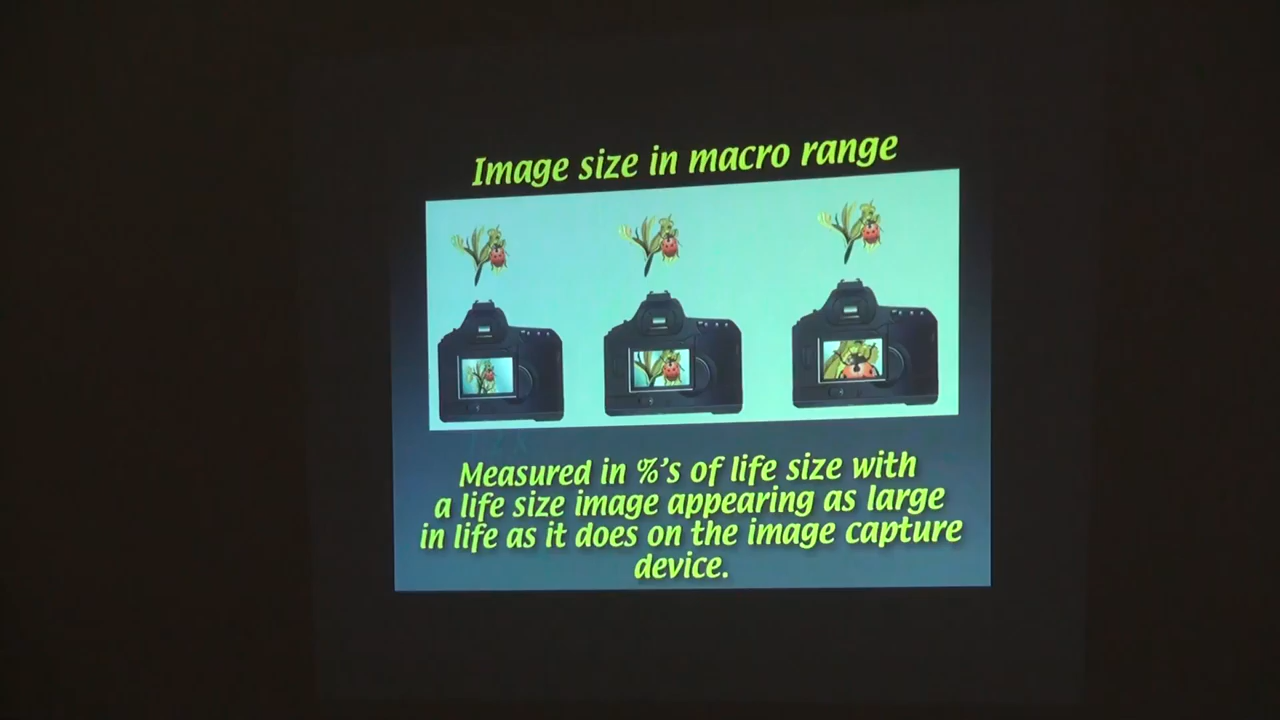 Image size in macro range
Measured in %'s of life size with
a life size image appearing as large
in life as it does on the image capture
device.